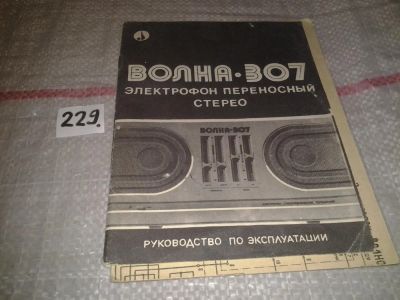 ВОЛНА-307
ЭЛЕКТРОФОН ПЕРЕНОСНЫЙ
СТЕРЕО
229.
ВОЛНА-307
РУКОВОДСТВО ПО ЭКСПЛУАТАЦИИ